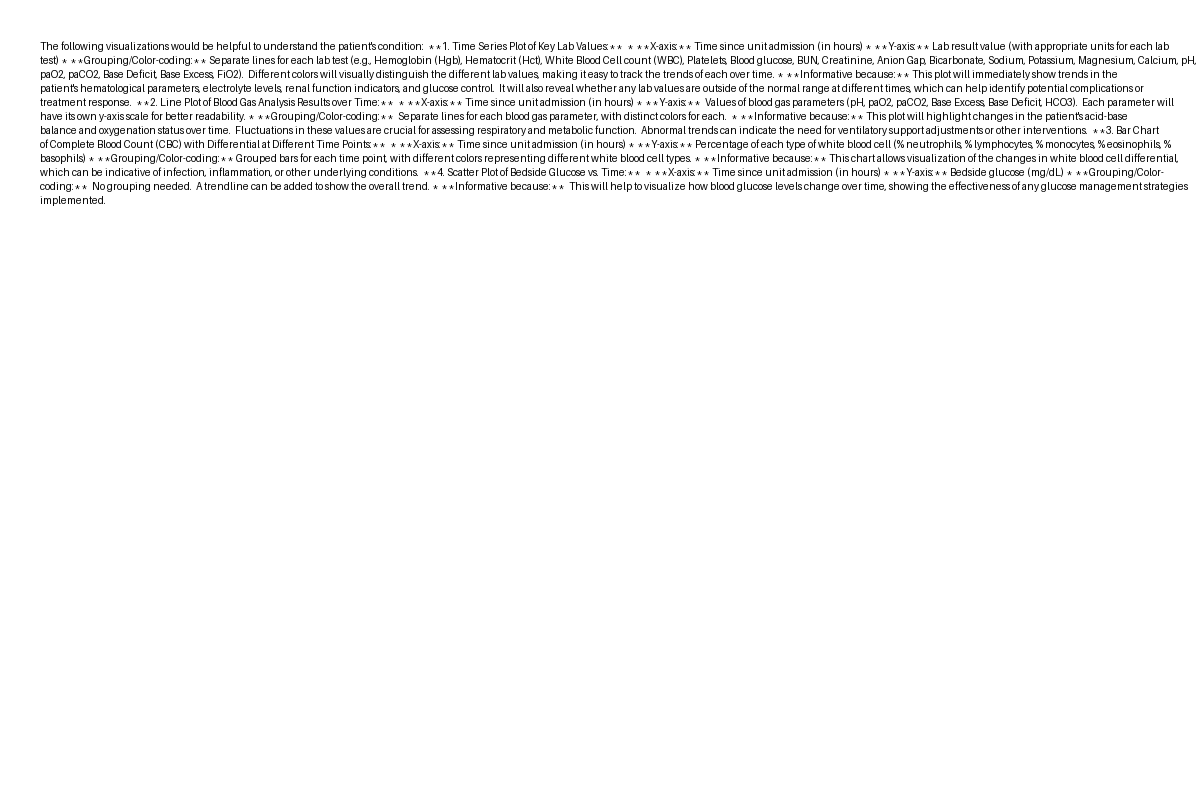 The following visualizations would be helpful to understand the patient's condition:  **1. Time Series Plot of Key Lab Values:**  * **X-axis:** Time since unit admission (in hours) * **Y-axis:** Lab result value (with appropriate units for each lab
test) * **Grouping/Color-coding:** Separate lines for each lab test (e.g., Hemoglobin (Hgb), Hematocrit (Hct), White Blood Cell count (WBC), Platelets, Blood glucose, BUN, Creatinine, Anion Gap, Bicarbonate, Sodium, Potassium, Magnesium, Calcium, pH,
paO2, paCO2, Base Deficit, Base Excess, FiO2).  Different colors will visually distinguish the different lab values, making it easy to track the trends of each over time. * **Informative because:** This plot will immediately show trends in the
patient's hematological parameters, electrolyte levels, renal function indicators, and glucose control.  It will also reveal whether any lab values are outside of the normal range at different times, which can help identify potential complications or
treatment response.  **2. Line Plot of Blood Gas Analysis Results over Time:**  * **X-axis:** Time since unit admission (in hours) * **Y-axis:**  Values of blood gas parameters (pH, paO2, paCO2, Base Excess, Base Deficit, HCO3).  Each parameter will
have its own y-axis scale for better readability. * **Grouping/Color-coding:**  Separate lines for each blood gas parameter, with distinct colors for each.  * **Informative because:** This plot will highlight changes in the patient's acid-base
balance and oxygenation status over time.  Fluctuations in these values are crucial for assessing respiratory and metabolic function.  Abnormal trends can indicate the need for ventilatory support adjustments or other interventions.  **3. Bar Chart
of Complete Blood Count (CBC) with Differential at Different Time Points:**  * **X-axis:** Time since unit admission (in hours) * **Y-axis:** Percentage of each type of white blood cell (% neutrophils, % lymphocytes, % monocytes, % eosinophils, %
basophils) * **Grouping/Color-coding:** Grouped bars for each time point, with different colors representing different white blood cell types. * **Informative because:** This chart allows visualization of the changes in white blood cell differential,
which can be indicative of infection, inflammation, or other underlying conditions.  **4. Scatter Plot of Bedside Glucose vs. Time:**  * **X-axis:** Time since unit admission (in hours) * **Y-axis:** Bedside glucose (mg/dL) * **Grouping/Color-
coding:**  No grouping needed.  A trendline can be added to show the overall trend. * **Informative because:**  This will help to visualize how blood glucose levels change over time, showing the effectiveness of any glucose management strategies
implemented.